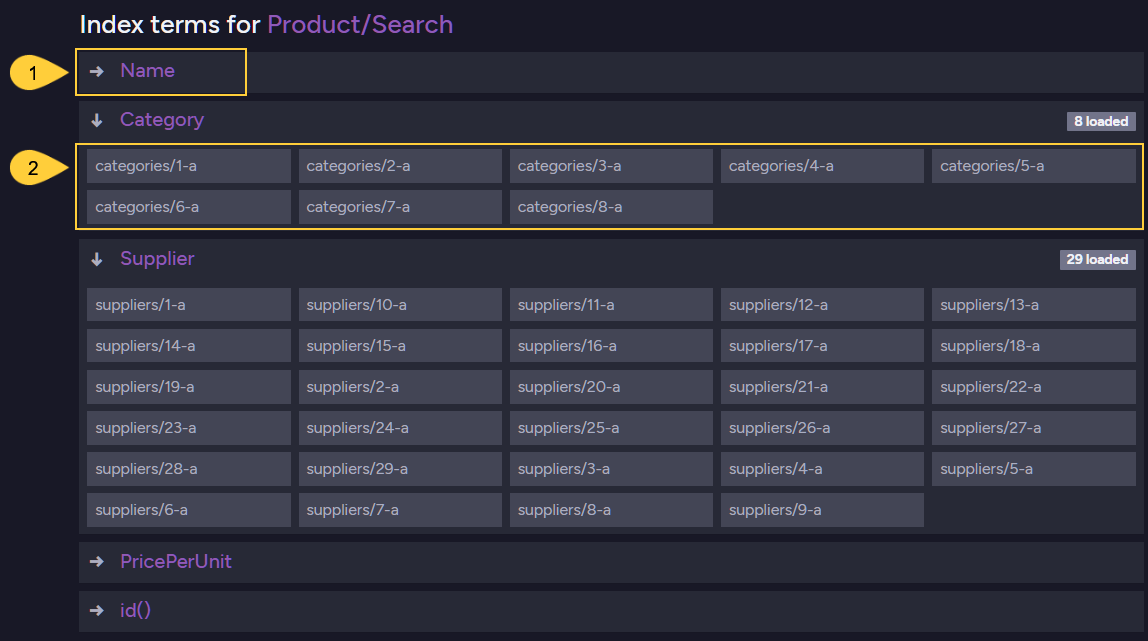 Index terms for Product/Search
1
Name
Category 8 loaded
2
categories/1-a categories/2-a categories/3-a categories/4-a categories/5-a
categories/6-a categories/7-a categories/8-a
Supplier 29 loaded
suppliers/1-a suppliers/10-a suppliers/11-a suppliers/12-a suppliers/13-a
suppliers/14-a suppliers/15-a suppliers/16-a suppliers/17-a suppliers/18-a
suppliers/19-a suppliers/2-a suppliers/20-a suppliers/21-a suppliers/22-a
suppliers/23-a suppliers/24-a suppliers/25-a suppliers/26-a suppliers/27-a
suppliers/28-a suppliers/29-a suppliers/3-a suppliers/4-a suppliers/5-a
suppliers/6-a suppliers/7-a suppliers/8-a suppliers/9-a
PricePerUnit
id()